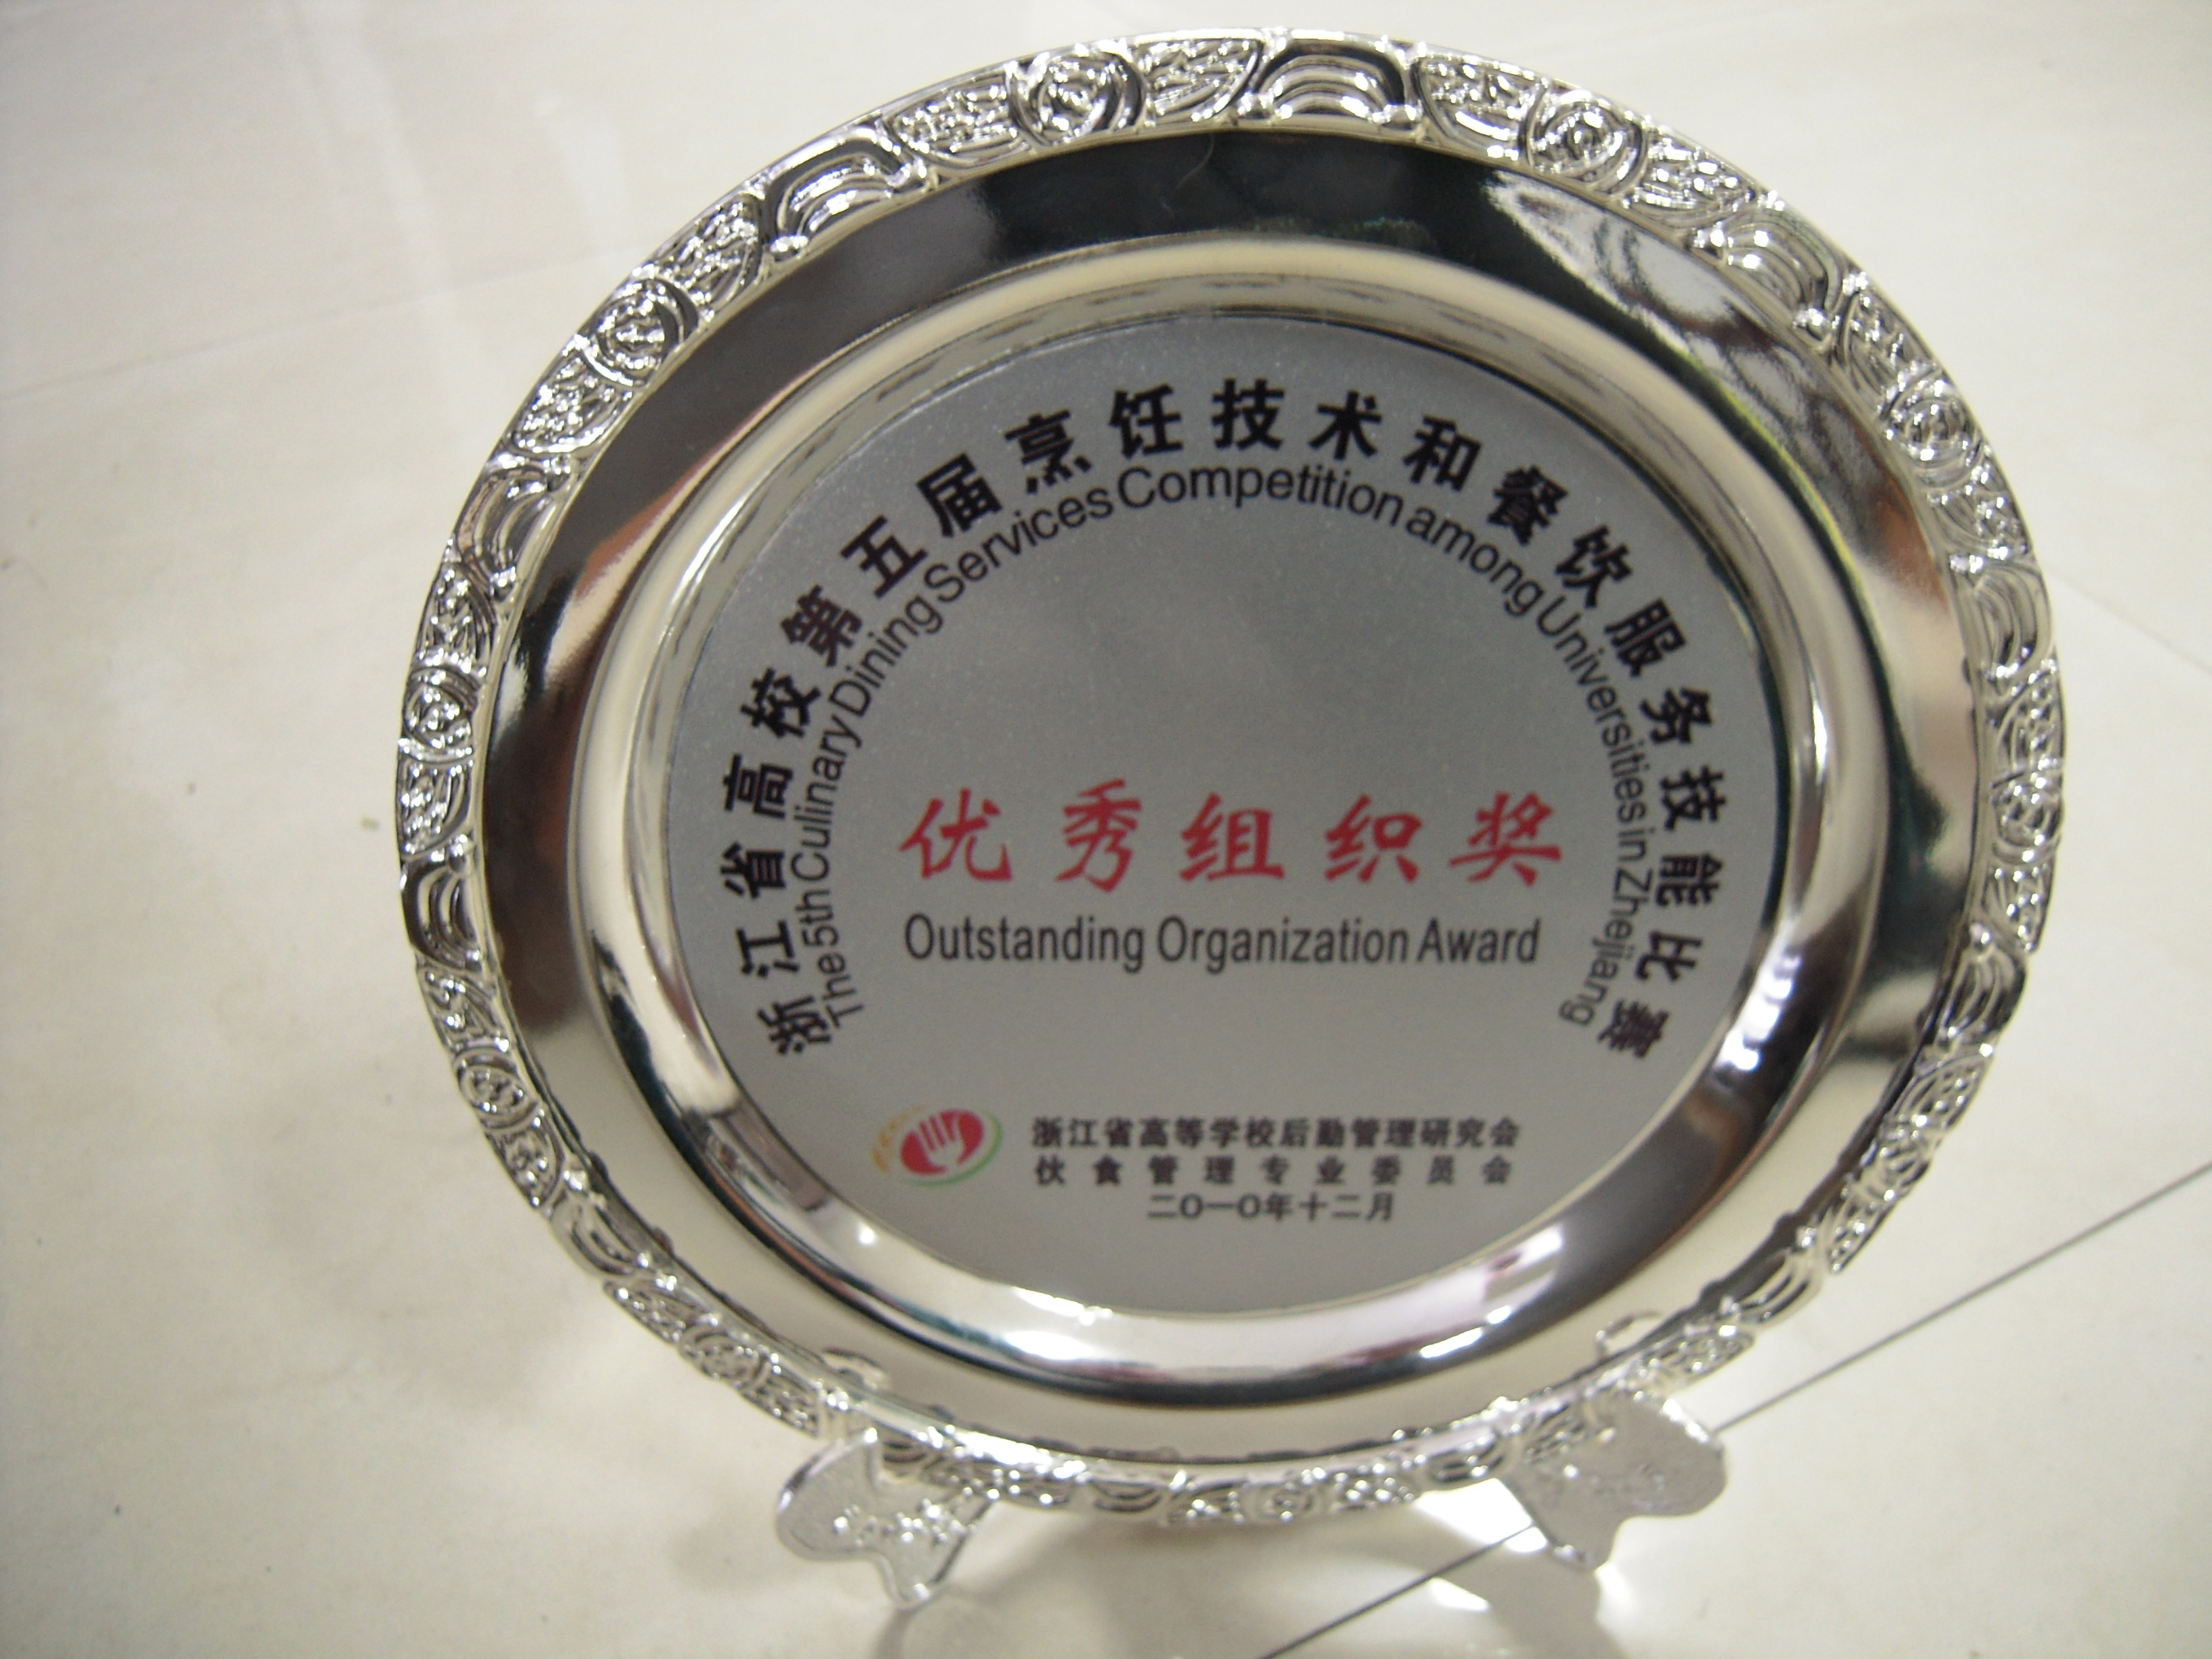 浙江省高校第五届烹饪技术和餐饮服务技能比赛
The 5th Culinary Dining Services Competition among Universities in Zhejiang
优秀组织奖
Outstanding Organization Award
浙江省高等学校后勤管理研究会
伙食管理专业委员会
二O一O年十二月